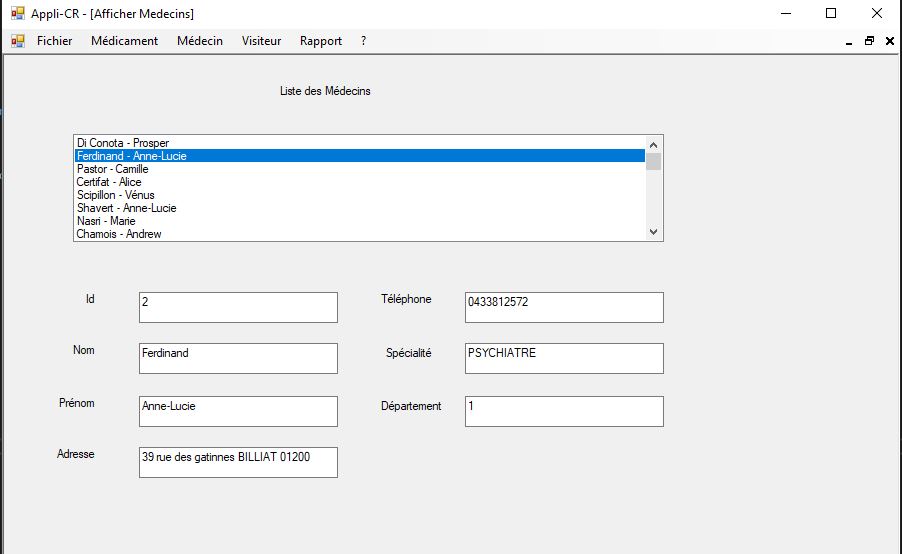 Appli-CR - [Afficher Medecins]
Fichier Médicament Médecin Visiteur Rapport ?
Liste des Médecins
Di Conota - Prosper
Ferdinand - Anne-Lucie
Pastor - Camille
Certifat - Alice
Scipillon - Vénus
Shavert - Anne-Lucie
Nasri - Marie
Chamois - Andrew
Id 2 Téléphone 0433812572
Nom Ferdinand Spécialité PSYCHIATRE
Prénom Anne-Lucie Département 1
Adresse 39 rue des gatinnes BILLIAT 01200